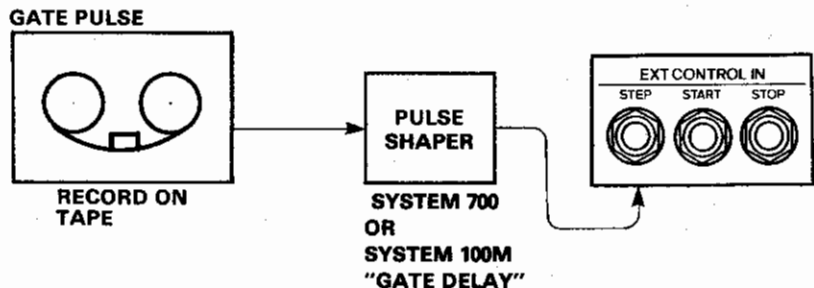 GATE PULSE
RECORD ON
TAPE
PULSE
SHAPER
SYSTEM 700
OR
SYSTEM 100M
"GATE DELAY"
EXT CONTROL IN
STEP START STOP